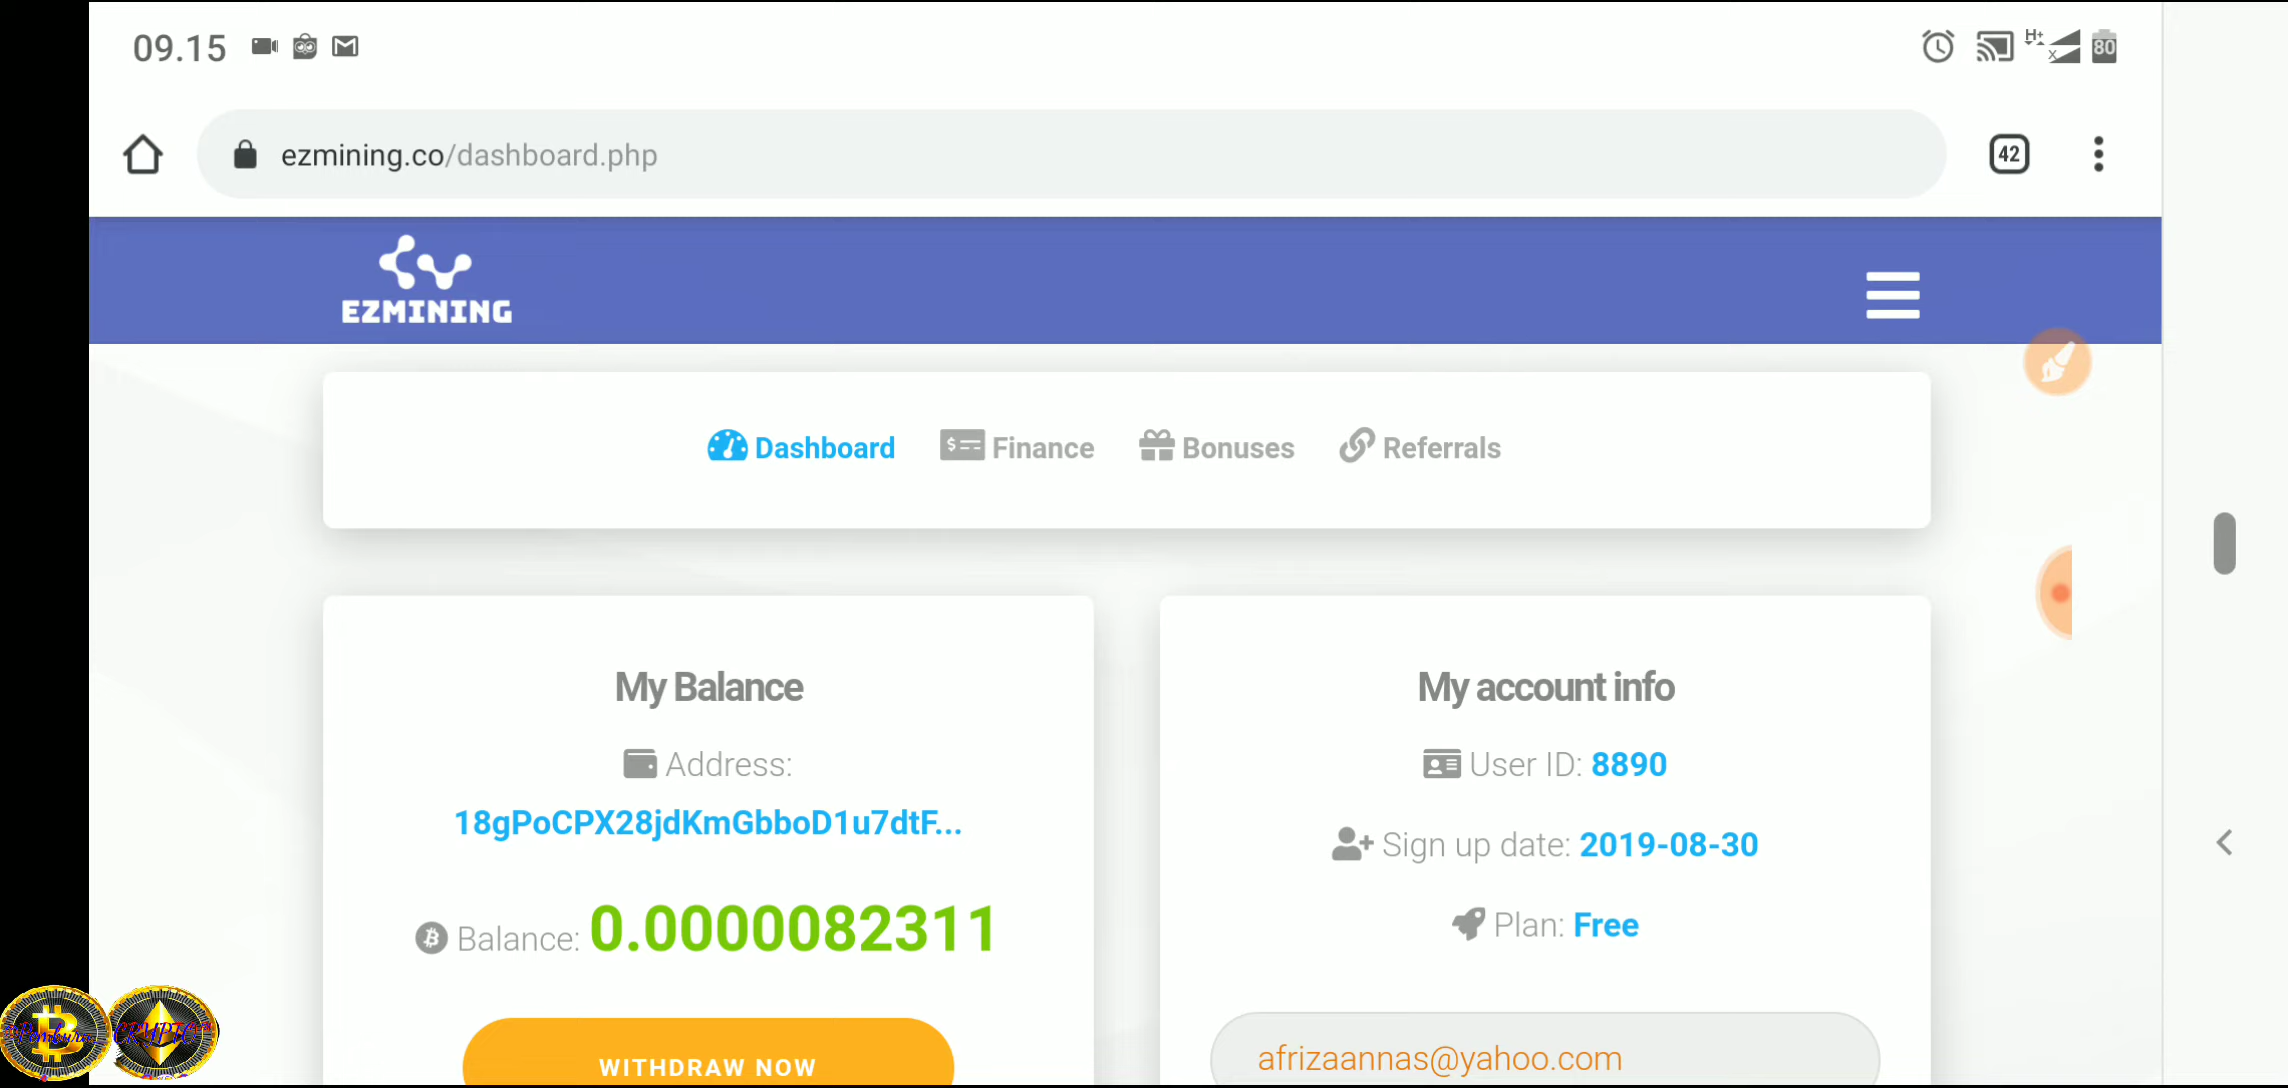 09.15
H+
80
ezmining.co/dashboard.php
42
EZMINING
Dashboard Finance Bonuses Referrals
My Balance
Address:
18gPoCPX28jdKmGbboD1u7dtF...
Balance: 0.0000082311
WITHDRAW NOW
My account info
User ID: 8890
Sign up date: 2019-08-30
Plan: Free
afrizaannas@yahoo.com
Pemburu CRYPTO